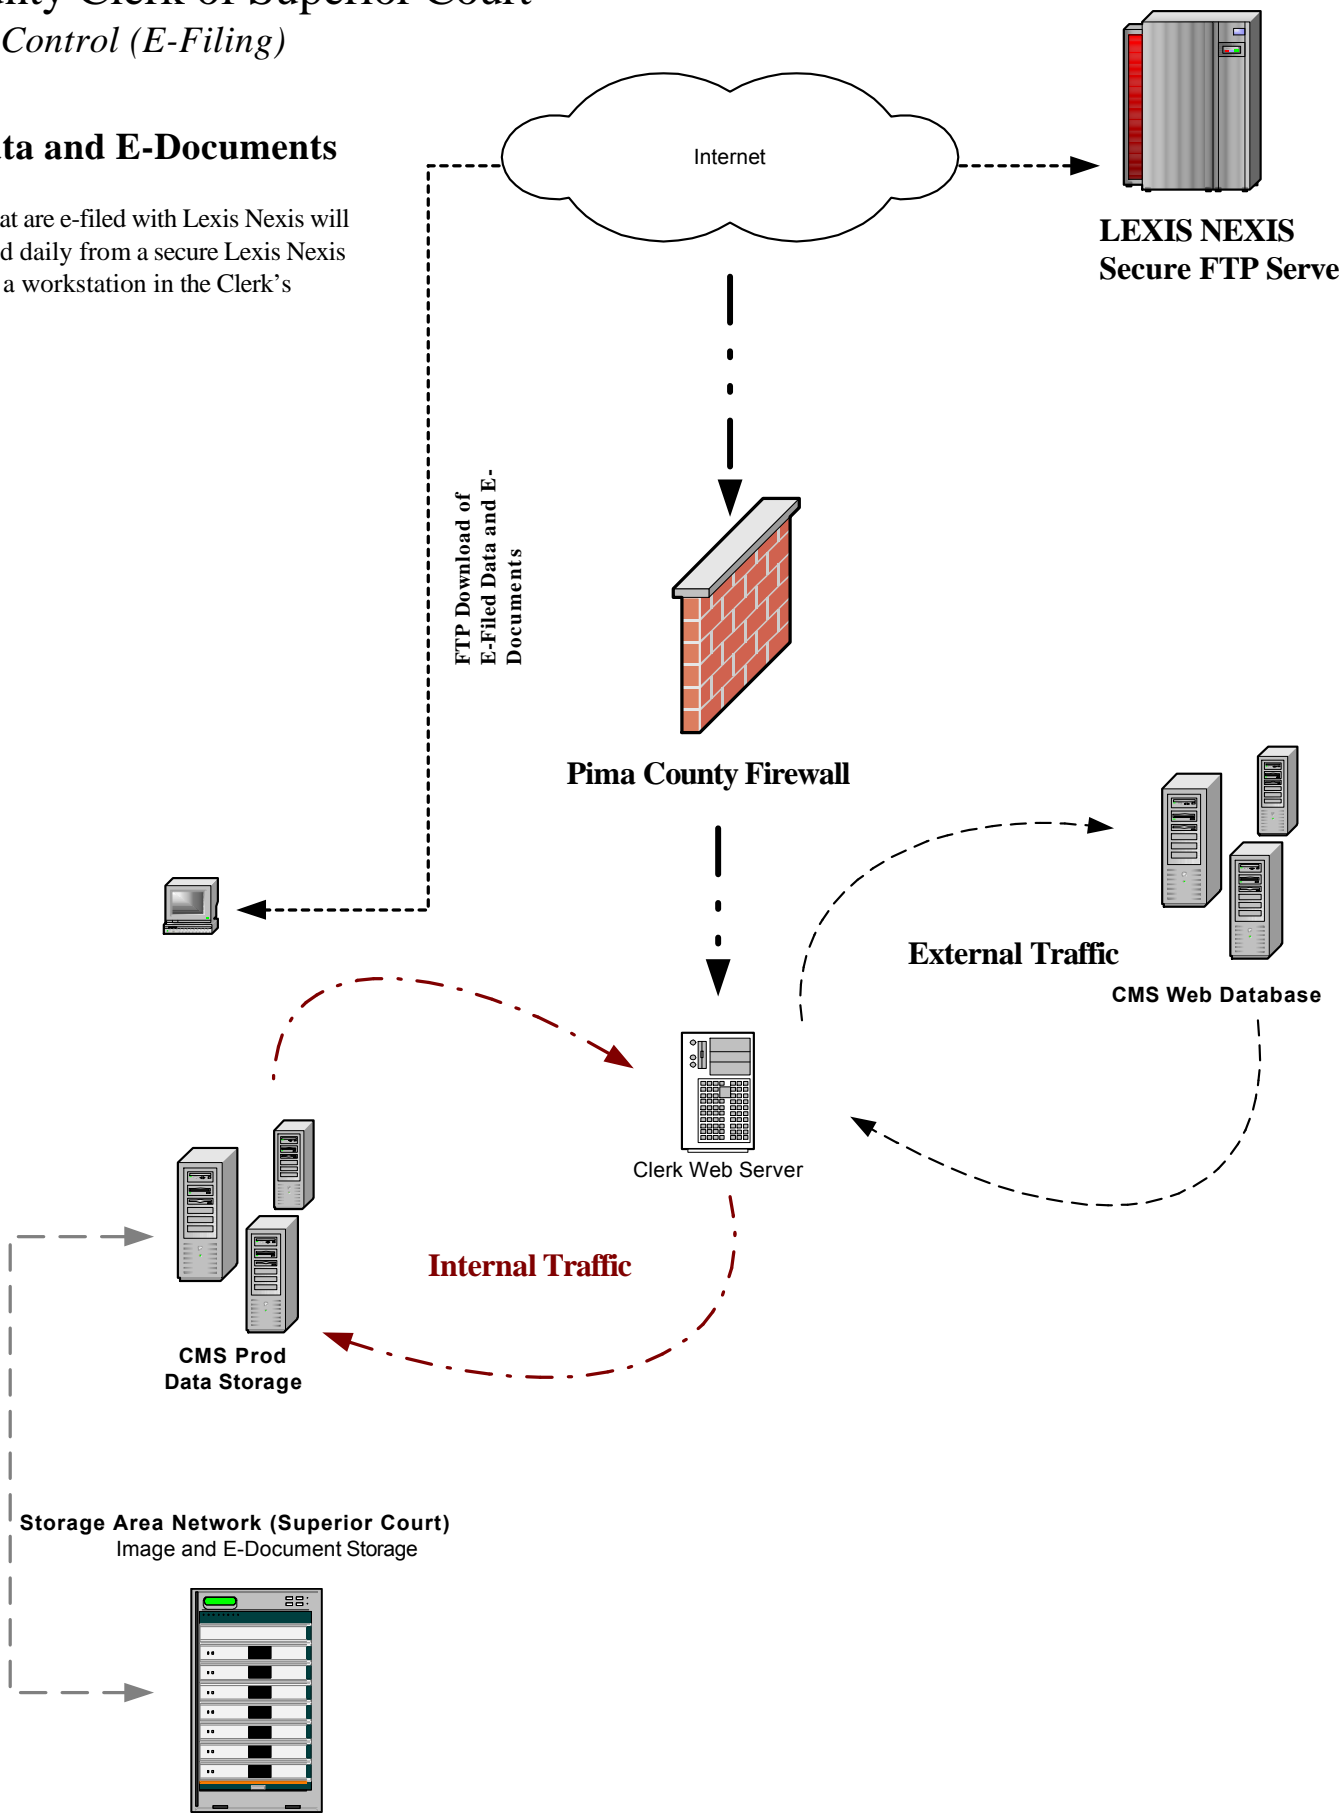 Clerk of Superior Court
Control (E-Filing)
and E-Documents
are e-filed with Lexis Nexis will
daily from a secure Lexis Nexis
a workstation in the Clerk's
Internet
LEXIS NEXIS
Secure FTP Serve
FTP Download of
E-Filed Data and E-
Documents
Pima County Firewall
External Traffic
CMS Web Database
Clerk Web Server
Internal Traffic
CMS Prod
Data Storage
Storage Area Network (Superior Court)
Image and E-Document Storage